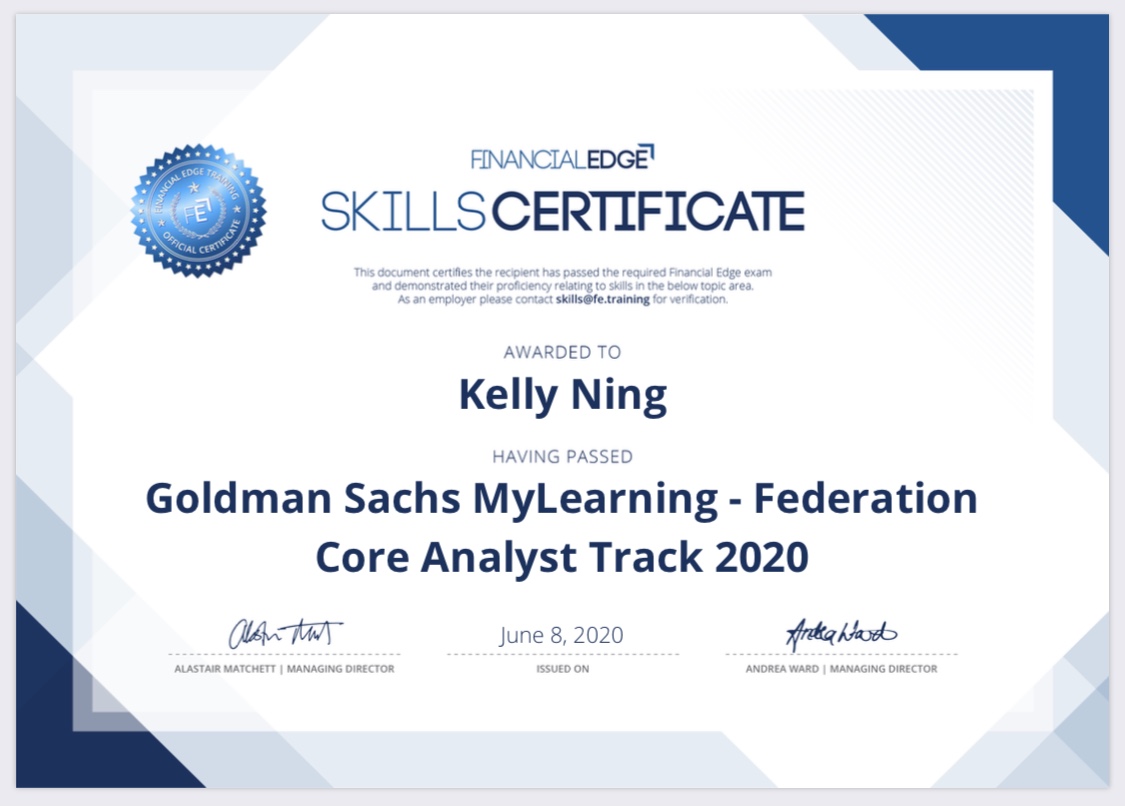 FINANCIAL EDGE TRAINING
FE
OFFICIAL CERTIFICATE
FINANCIALEDGE
SKILLS CERTIFICATE
This document certifies the recipient has passed the required Financial Edge exam
and demonstrated their proficiency relating to skills in the below topic area.
As an employer please contact skills@fe.training for verification.
AWARDED TO
Kelly Ning
HAVING PASSED
Goldman Sachs MyLearning - Federation
Core Analyst Track 2020
June 8, 2020
ALASTAIR MATCHETT | MANAGING DIRECTOR
ISSUED ON
ANDREA WARD | MANAGING DIRECTOR